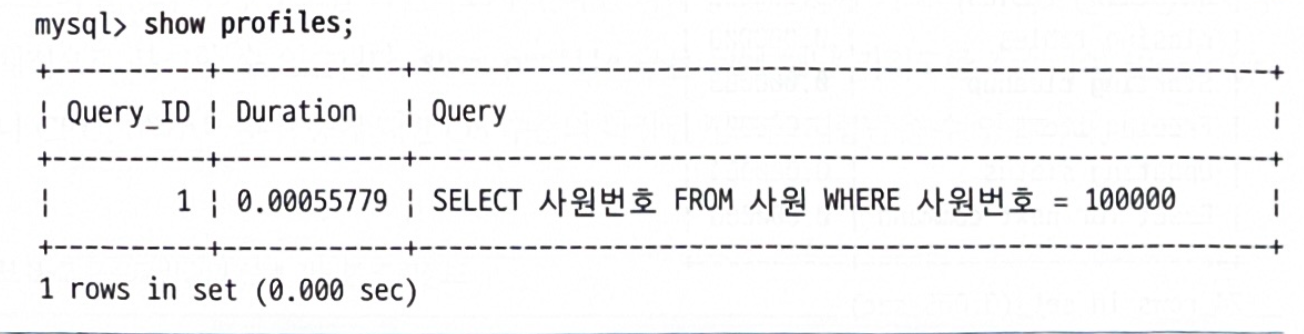 mysql> show profiles;
+----------+------------+--------------------------------------------------+
¦ Query_ID ¦ Duration ¦ Query ¦
+----------+------------+--------------------------------------------------+
¦ 1 ¦ 0.00055779 ¦ SELECT 사원번호 FROM 사원 WHERE 사원번호 = 100000 ¦
+----------+------------+--------------------------------------------------+
1 rows in set (0.000 sec)